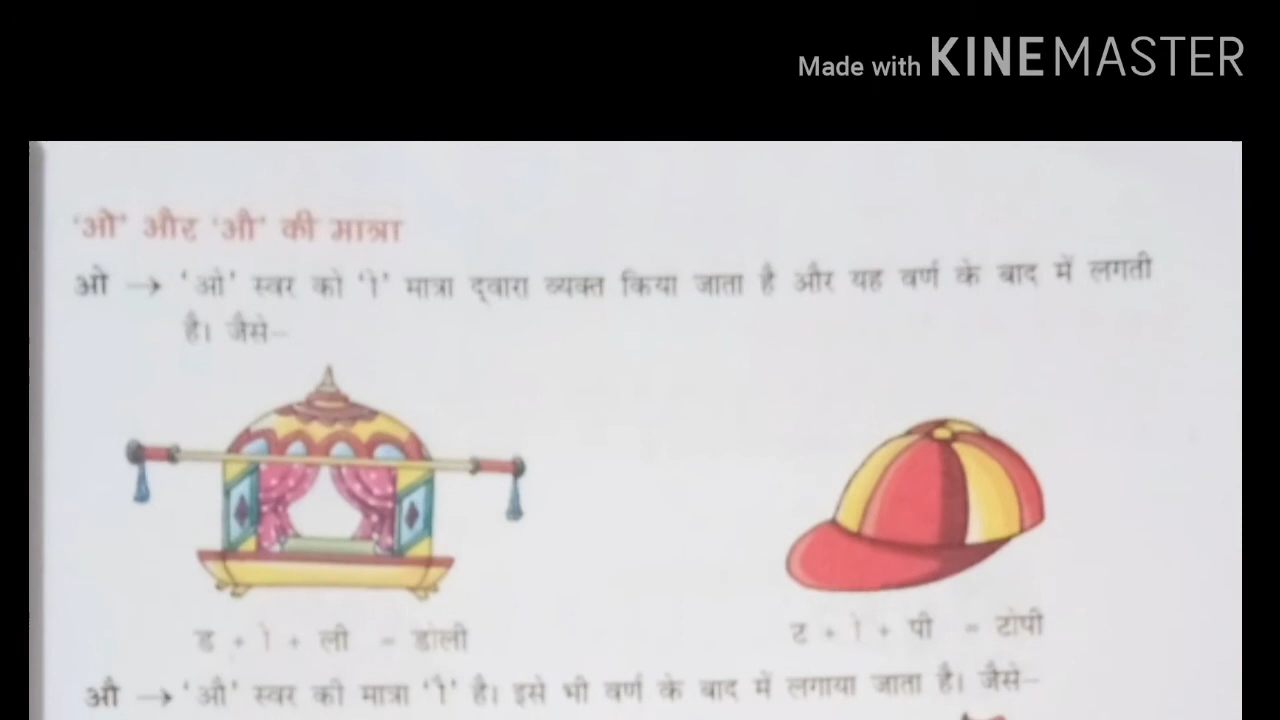 Made with KINEMASTER
'ओ' और 'औ' की मात्रा
ओ → 'ओ' स्वर को 'ो' मात्रा द्वारा व्यक्त किया जाता है और यह वर्ण के बाद में लगती
है। जैसे–
ड + ो + ली = डोली
ट + ो + पी = टोपी
औ → 'औ' स्वर की मात्रा 'ौ' है। इसे भी वर्ण के बाद में लगाया जाता है। जैसे–